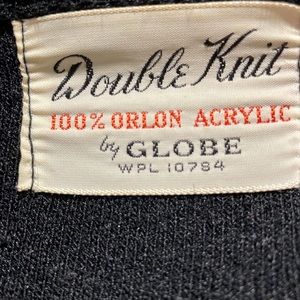 Double Knit
100% ORLON ACRYLIC
by GLOBE
WPL 10784